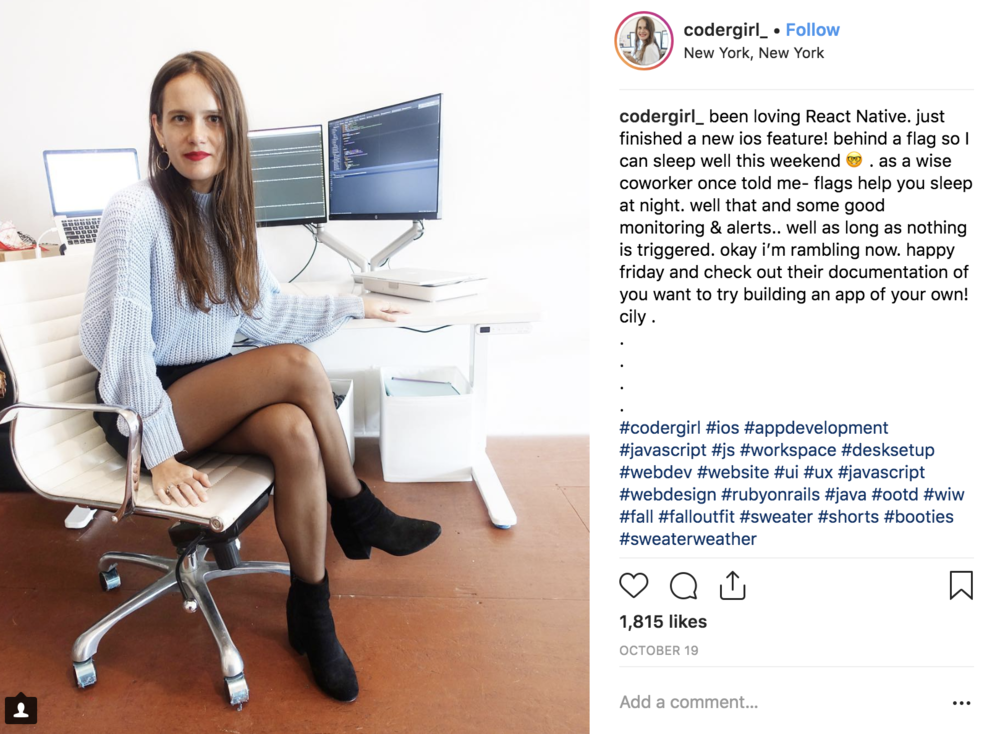 codergirl_ • Follow
New York, New York
codergirl_ been loving React Native. just
finished a new ios feature! behind a flag so I
can sleep well this weekend 🤓 . as a wise
coworker once told me- flags help you sleep
at night. well that and some good
monitoring & alerts.. well as long as nothing
is triggered. okay i’m rambling now. happy
friday and check out their documentation of
you want to try building an app of your own!
cily .
.
.
.
.
#codergirl #ios #appdevelopment
#javascript #js #workspace #desksetup
#webdev #website #ui #ux #javascript
#webdesign #rubyonrails #java #ootd #wiw
#fall #falloutfit #sweater #shorts #booties
#sweaterweather
1,815 likes
OCTOBER 19
Add a comment...